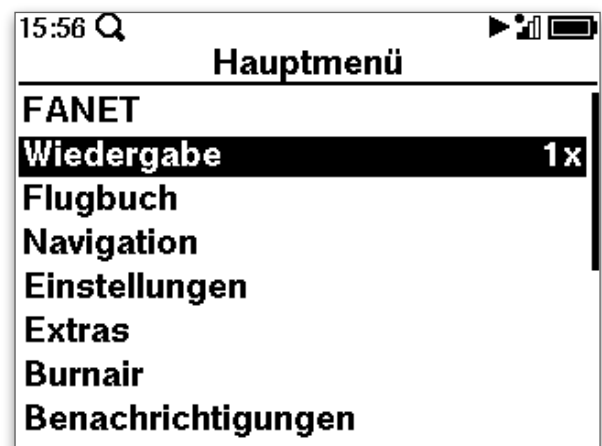 15:56
Hauptmenü
FANET
Wiedergabe 1x
Flugbuch
Navigation
Einstellungen
Extras
Burnair
Benachrichtigungen